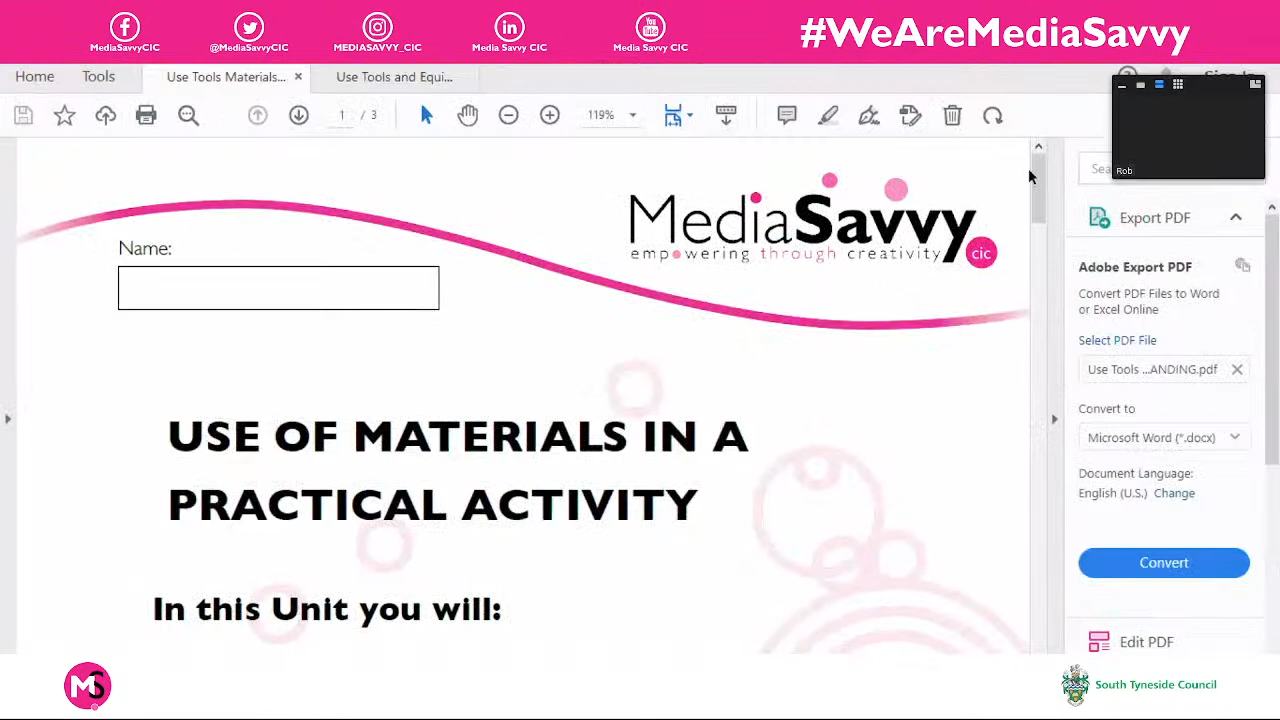 MediaSavvyCIC
@MediaSavvyCIC
MEDIASAVVY_CIC
Media Savvy CIC
You Tube
Media Savvy CIC
#WeAreMediaSavvy
Home
Tools
Use Tools Materials...
Use Tools and Equi...
1 / 3
119%
Rob
Name:
MediaSavvy
empowering through creativity
cic
USE OF MATERIALS IN A
PRACTICAL ACTIVITY
In this Unit you will:
Export PDF
Adobe Export PDF
Convert PDF Files to Word
or Excel Online
Select PDF File
Use Tools ...ANDING.pdf
Convert to
Microsoft Word (*.docx)
Document Language:
English (U.S.) Change
Convert
Edit PDF
MS
South Tyneside Council